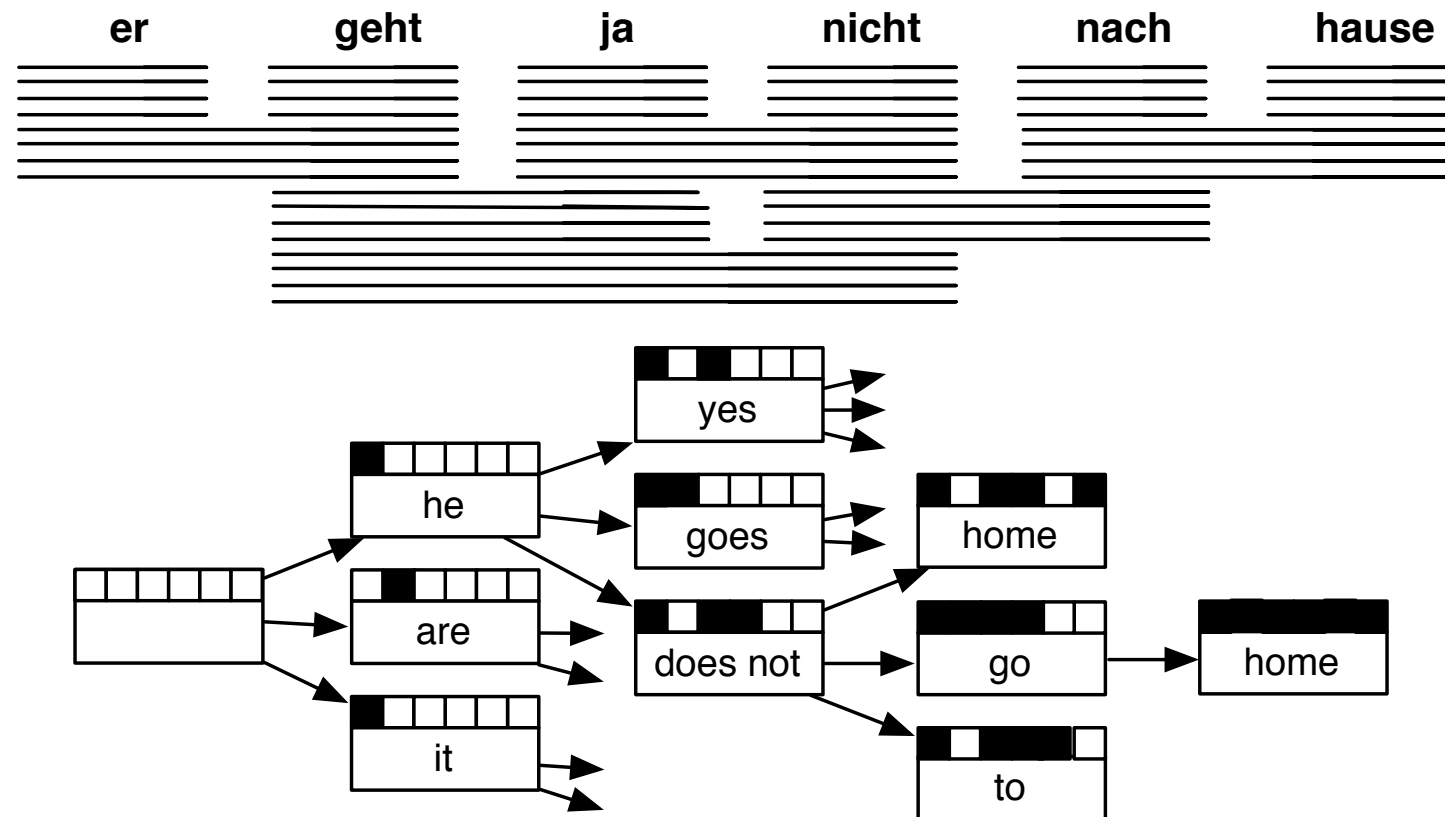 er geht ja nicht nach hause
yes
he
goes
home
are
does not
go
home
it
to